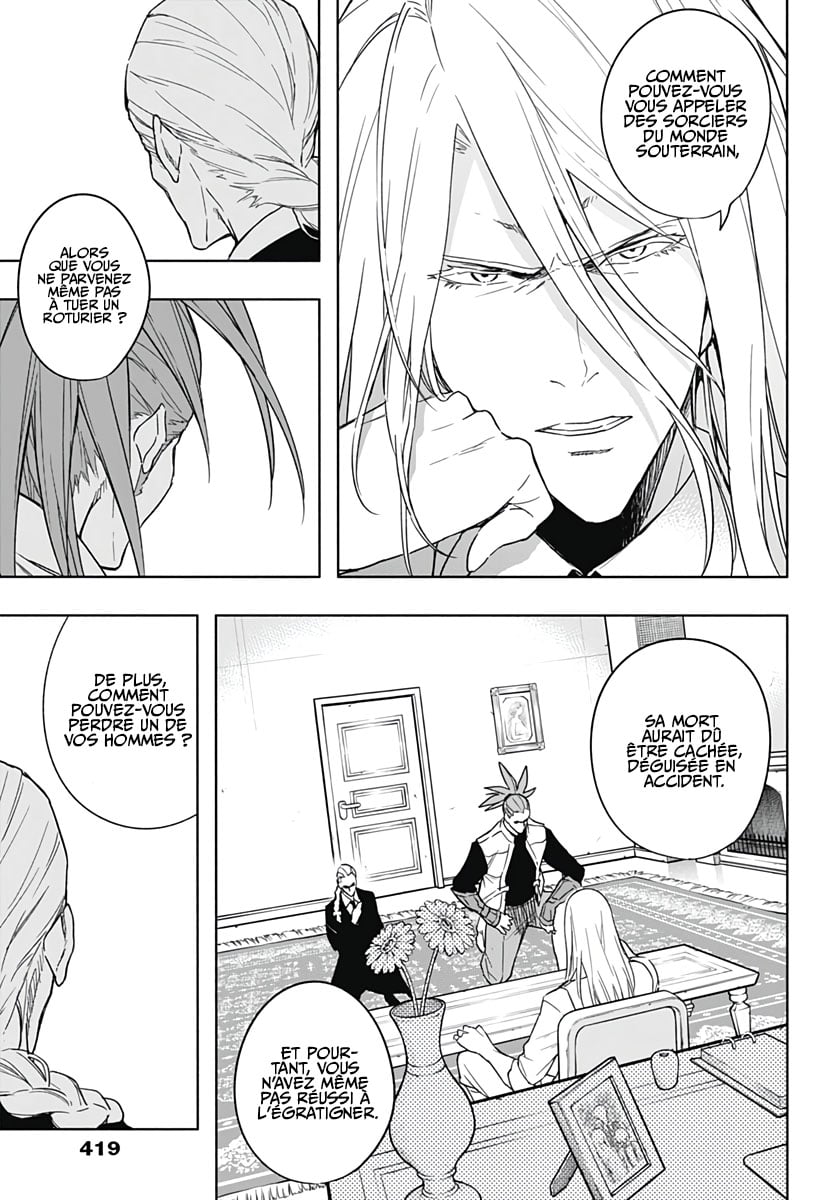 COMMENT
POUVEZ-VOUS
VOUS APPELER
DES SORCIERS
DU MONDE
SOUTERRAIN,
ALORS
QUE VOUS
NE PARVENEZ
MÊME PAS
À TUER UN
ROTURIER ?
SA MORT
AURAIT DÛ
ÊTRE CACHÉE,
DÉGUISÉE EN
ACCIDENT.
ET POUR-
TANT, VOUS
N'AVEZ MÊME
PAS RÉUSSI À
L'ÉGRATIGNER.
DE PLUS,
COMMENT
POUVEZ-VOUS
PERDRE UN DE
VOS HOMMES ?
419